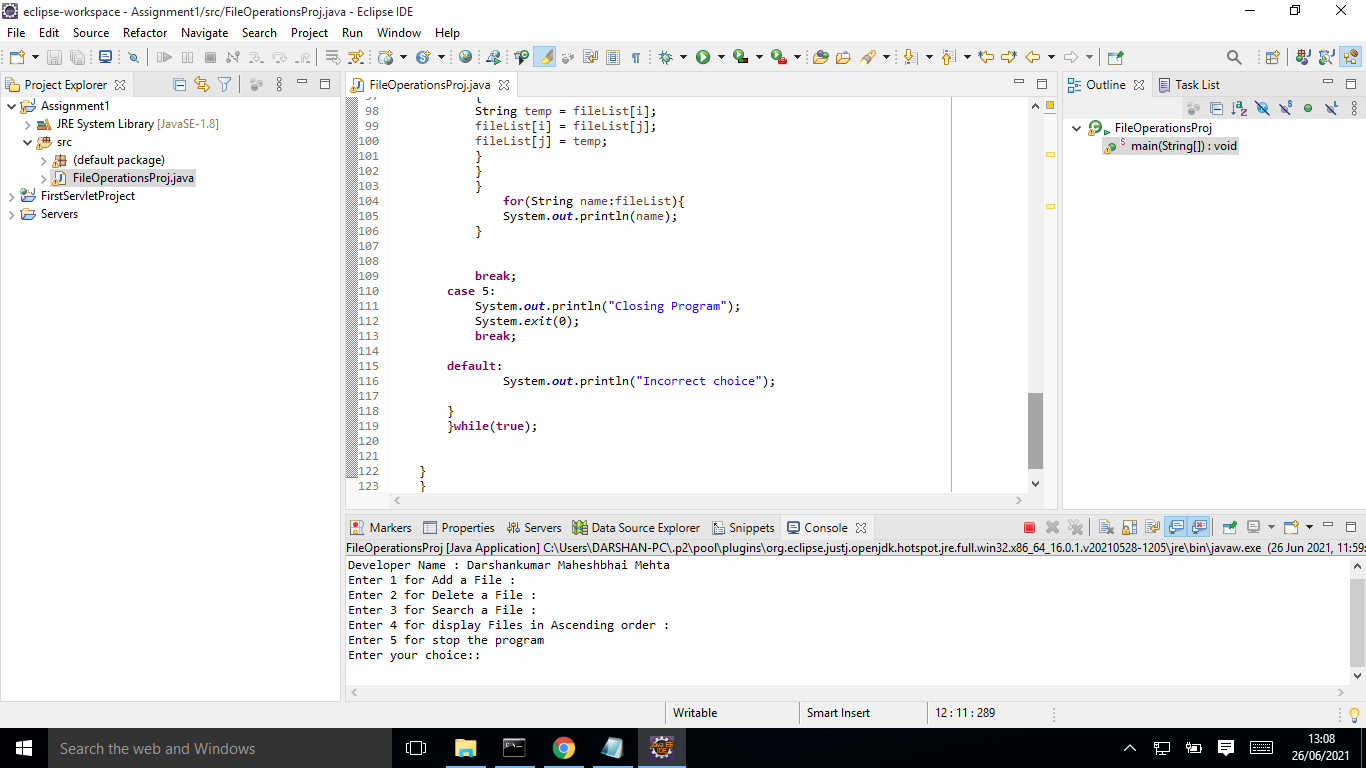 eclipse-workspace - Assignment1/src/FileOperationsProj.java - Eclipse IDE
File Edit Source Refactor Navigate Search Project Run Window Help
Project Explorer
Assignment1
JRE System Library [JavaSE-1.8]
src
(default package)
FileOperationsProj.java
FirstServletProject
Servers
FileOperationsProj.java
98 String temp = fileList[i];
99 fileList[i] = fileList[j];
100 fileList[j] = temp;
101 }
102 }
103 }
104 for(String name:fileList){
105 System.out.println(name);
106 }
107
108
109 break;
110 case 5:
111 System.out.println("Closing Program");
112 System.exit(0);
113 break;
114
115 default:
116 System.out.println("Incorrect choice");
117
118 }
119 }while(true);
120
121
122 }
123 }
Outline Task List
FileOperationsProj
main(String[]) : void
Markers Properties Servers Data Source Explorer Snippets Console
FileOperationsProj [Java Application] C:\Users\DARSHAN-PC\.p2\pool\plugins\org.eclipse.justj.openjdk.hotspot.jre.full.win32.x86_64_16.0.1.v20210528-1205\jre\bin\javaw.exe (26 Jun 2021, 11:59:
Developer Name : Darshankumar Maheshbhai Mehta
Enter 1 for Add a File :
Enter 2 for Delete a File :
Enter 3 for Search a File :
Enter 4 for display Files in Ascending order :
Enter 5 for stop the program
Enter your choice::
Writable Smart Insert 12 : 11 : 289
Search the web and Windows
13:08
26/06/2021